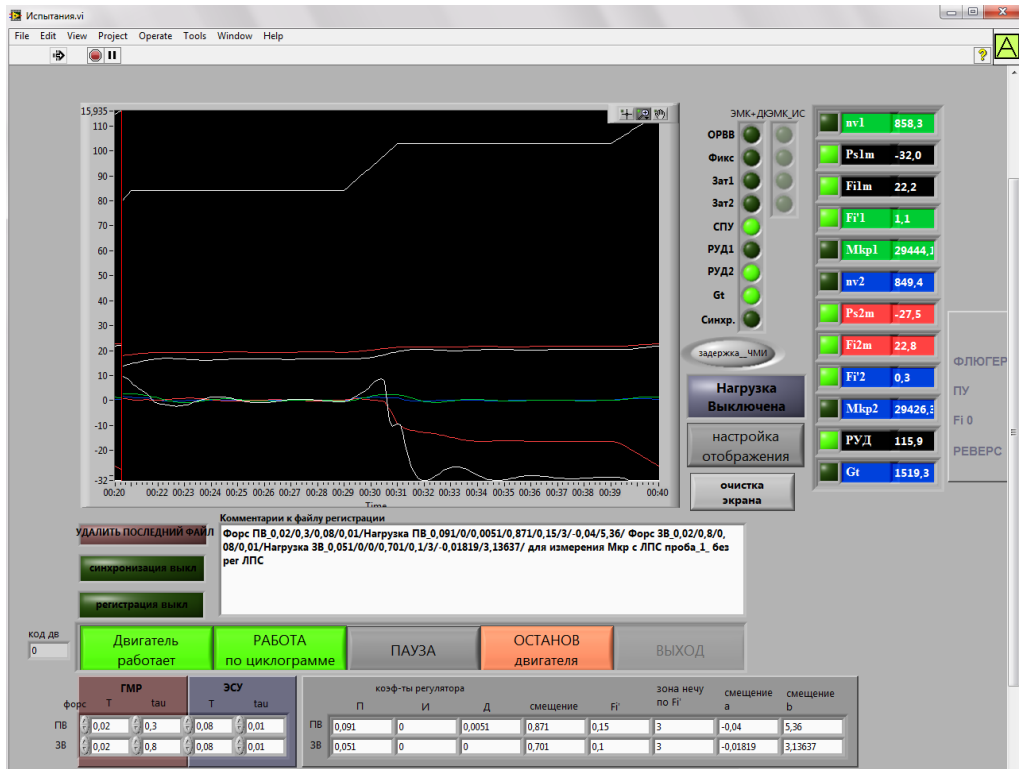 Испытания.vi
File Edit View Project Operate Tools Window Help
A
15,935
110
100
90
80
70
60
50
40
30
20
10
0
-10
-20
-32
00:20 00:22 00:23 00:24 00:25 00:26 00:28 00:29 00:30 00:31 00:32 00:33 00:34 00:35 00:36 00:38 00:39 00:40
Time
ЭМК+ДК ЭМК_ИС
ОРВВ
Фикс
Зат1
Зат2
СПУ
РУД1
РУД2
Gt
Синхр.
задержка__ЧМИ
Нагрузка
Выключена
настройка
отображения
очистка
экрана
nv1 858,3
Ps1m -32,0
Fi1m 22,2
Fi'1 1,1
Mkp1 29444,1
nv2 849,4
Ps2m -27,5
Fi2m 22,8
Fi'2 0,3
Mkp2 29426,3
РУД 115,9
Gt 1519,3
ФЛЮГЕР
ПУ
Fi 0
РЕВЕРС
Комментарии к файлу регистрации
УДАЛИТЬ ПОСЛЕДНИЙ ФАЙЛ
синхронизация выкл
регистрация выкл
Форс ПВ_0,02/0,3/0,08/0,01/Нагрузка ПВ_0,091/0/0,0051/0,871/0,15/3/-0,04/5,36/ Форс ЗВ_0,02/0,8/0,
08/0,01/Нагрузка ЗВ_0,051/0/0/0,701/0,1/3/-0,01819/3,13637/ для измерения Мкр с ЛПС проба_1_ без
рег ЛПС
код дв
0
Двигатель
работает
РАБОТА
по циклограмме
ПАУЗА
ОСТАНОВ
двигателя
ВЫХОД
ГМР ЭСУ
форс T tau T tau
ПВ 0,02 0,3 0,08 0,01
ЗВ 0,02 0,8 0,08 0,01
коэф-ты регулятора
П И Д смещение Fi' зона нечу по Fi' смещение a смещение b
ПВ 0,091 0 0,0051 0,871 0,15 3 -0,04 5,36
ЗВ 0,051 0 0 0,701 0,1 3 -0,01819 3,13637